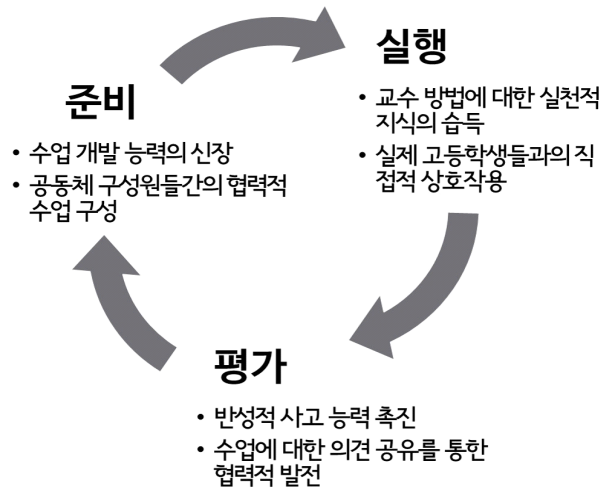 준비
• 수업 개발 능력의 신장
• 공동체 구성원들간의 협력적
수업 구성
실행
• 교수 방법에 대한 실천적
지식의 습득
• 실제 고등학생들과의 직
접적 상호작용
평가
• 반성적 사고 능력 촉진
• 수업에 대한 의견 공유를 통한
협력적 발전